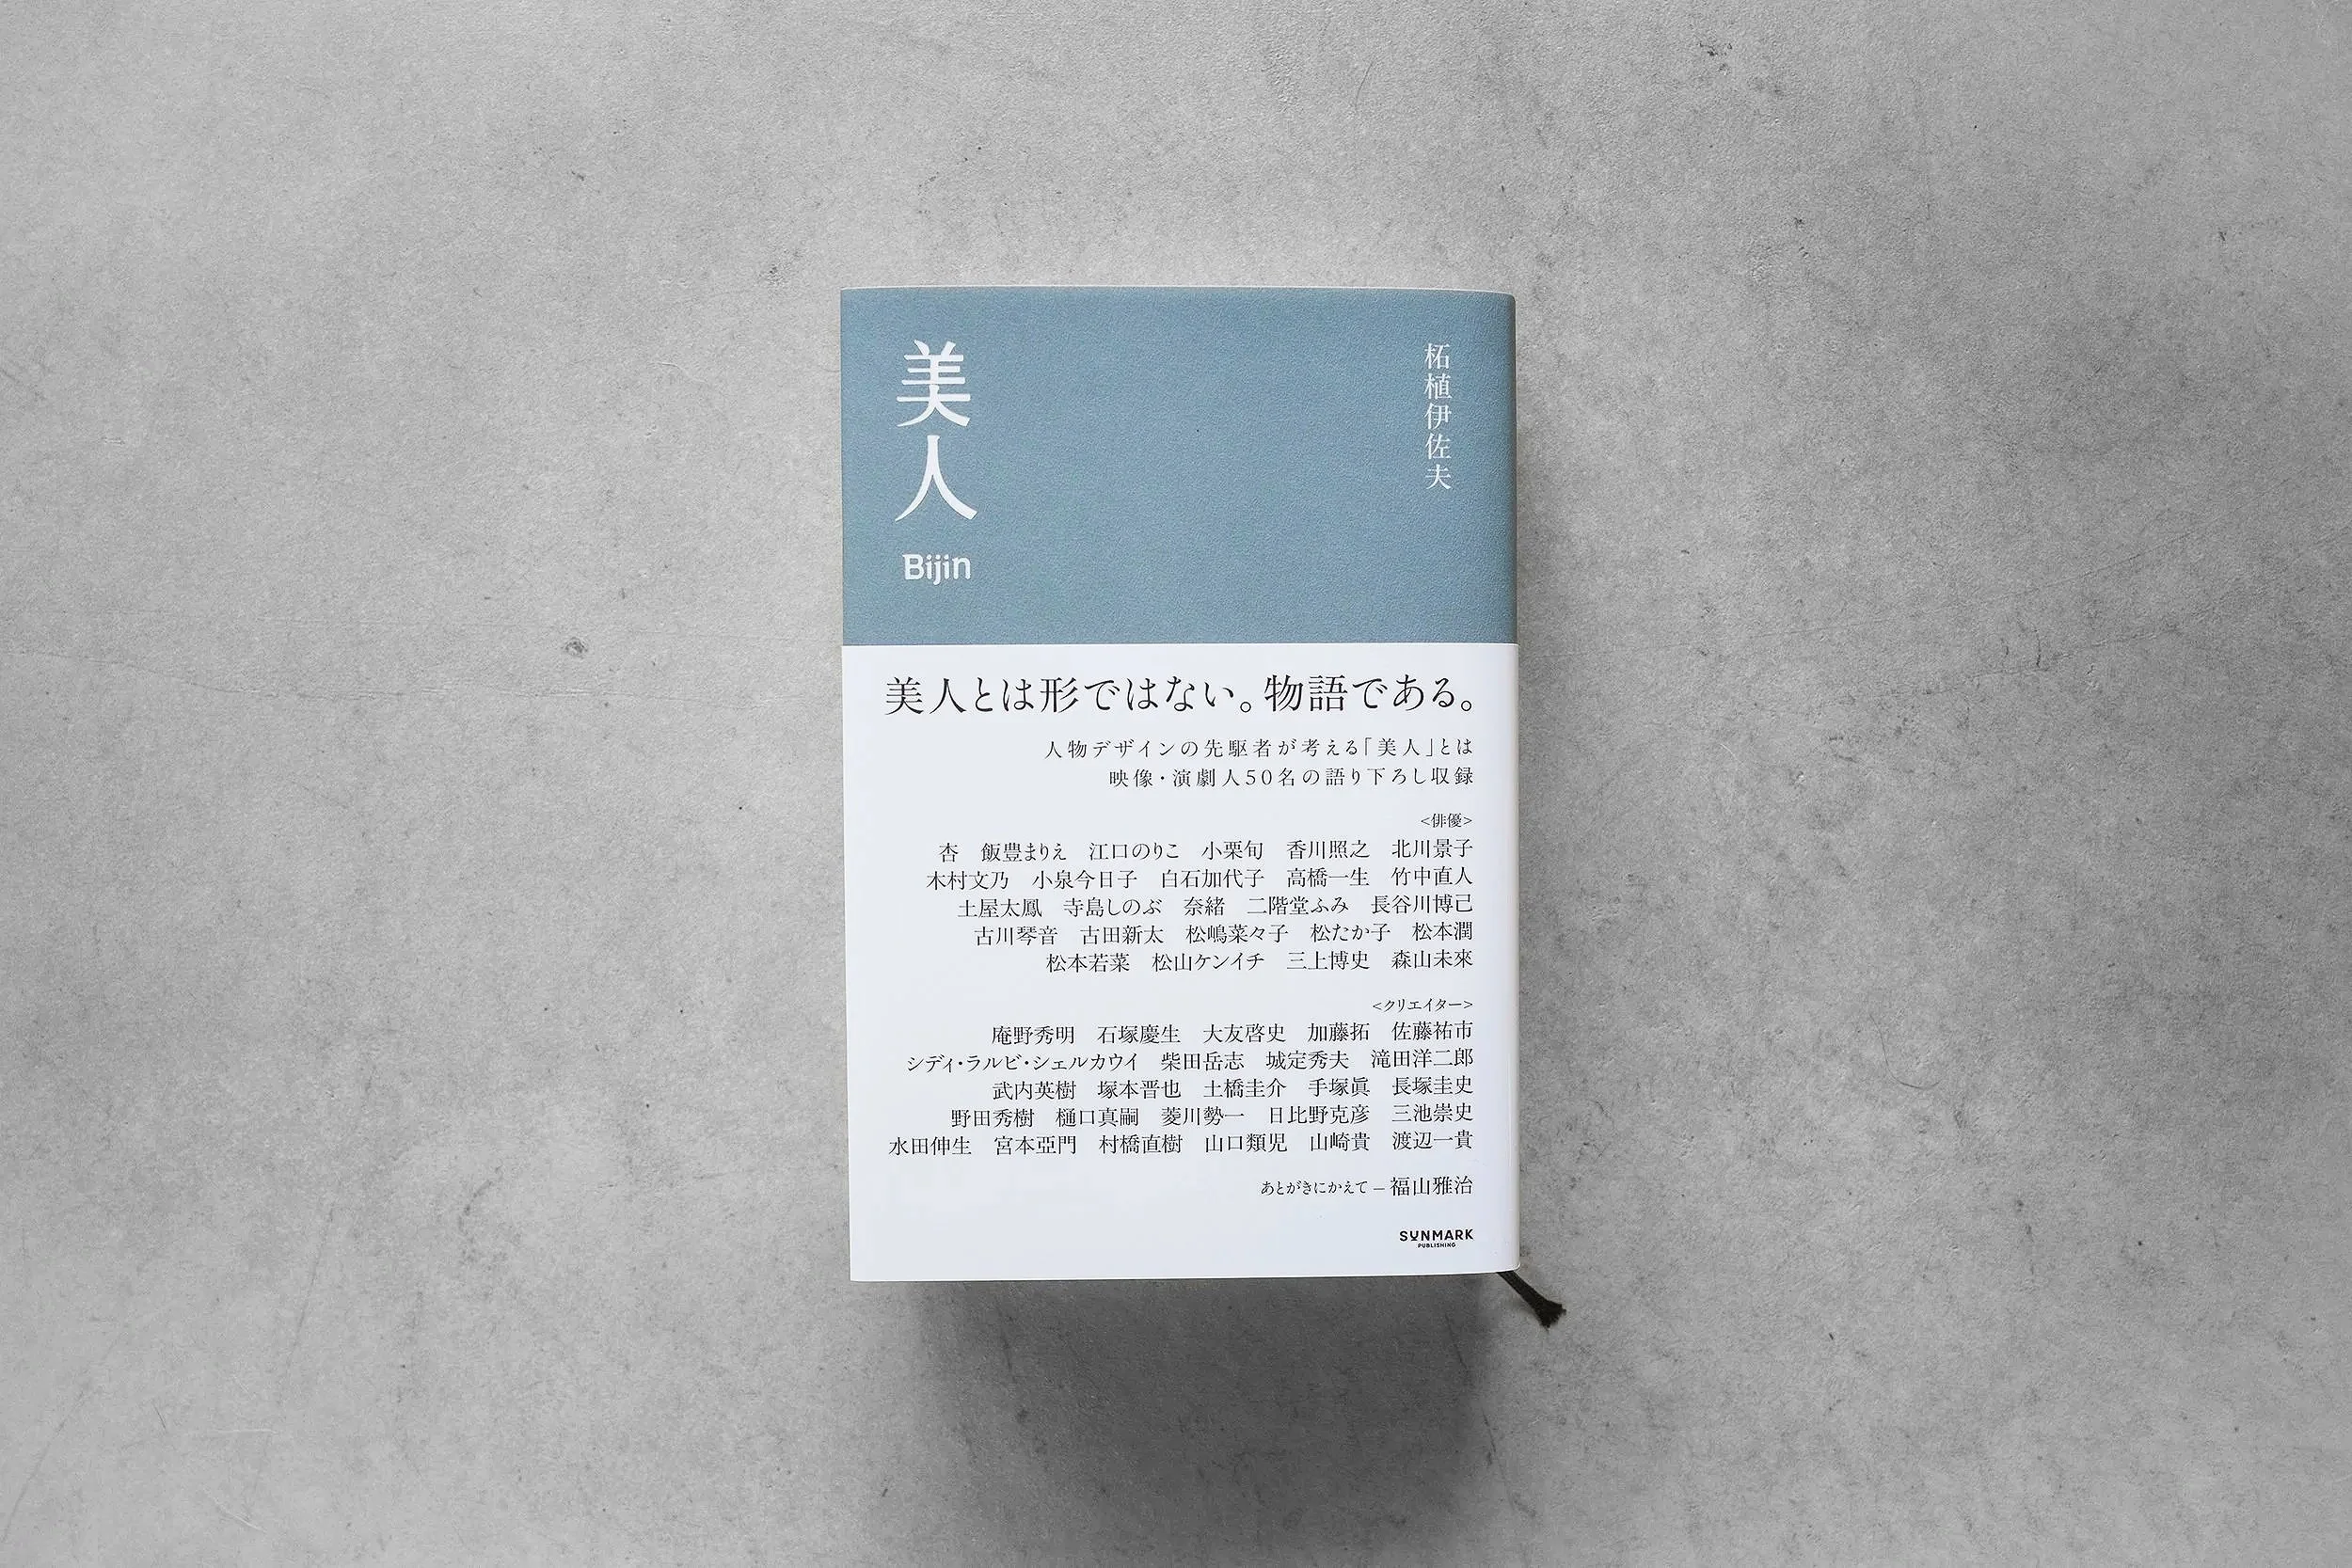 美人
Bijin
柘植伊佐夫
美人とは形ではない。物語である。
人物デザインの先駆者が考える「美人」とは
映像・演劇人50名の語り下ろし収録
<俳優>
杏　飯豊まりえ　江口のりこ　小栗旬　香川照之　北川景子
木村文乃　小泉今日子　白石加代子　高橋一生　竹中直人
土屋太鳳　寺島しのぶ　奈緒　二階堂ふみ　長谷川博己
古川琴音　古田新太　松嶋菜々子　松たか子　松本潤
松本若菜　松山ケンイチ　三上博史　森山未來
<クリエイター>
庵野秀明　石塚慶生　大友啓史　加藤拓　佐藤祐市
シディ・ラルビ・シェルカウイ　柴田岳志　城定秀夫　滝田洋二郎
武内英樹　塚本晋也　土橋圭介　手塚眞　長塚圭史
野田秀樹　樋口真嗣　菱川勢一　日比野克彦　三池崇史
水田伸生　宮本亞門　村橋直樹　山口類児　山崎貴　渡辺一貴
あとがきにかえて – 福山雅治
SUNMARK
PUBLISHING